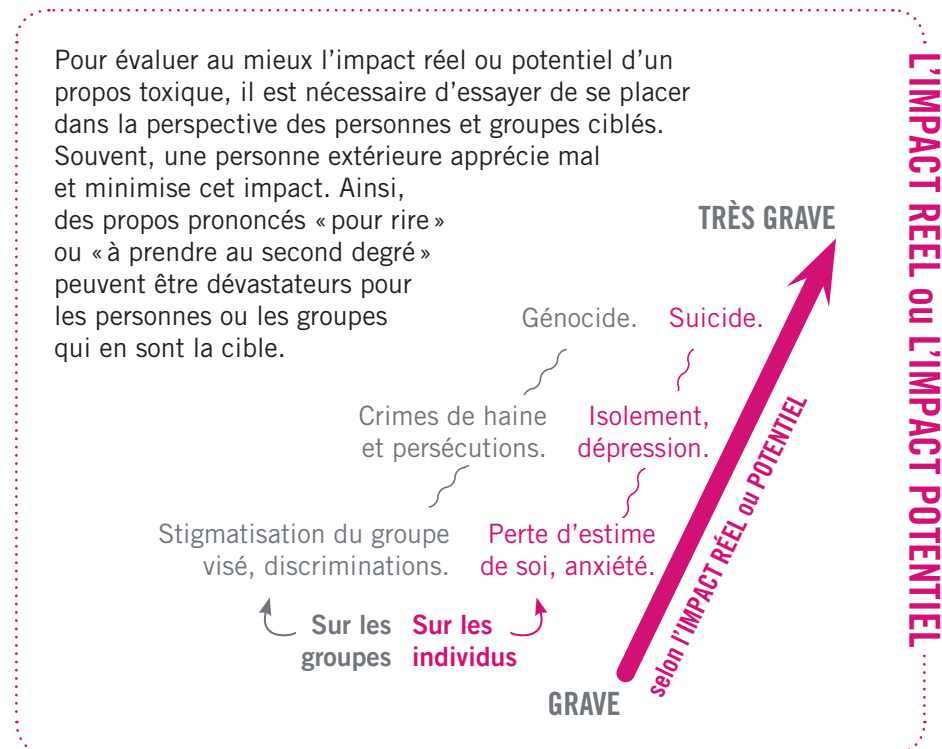 Pour évaluer au mieux l’impact réel ou potentiel d’un
propos toxique, il est nécessaire d’essayer de se placer
dans la perspective des personnes et groupes ciblés.
Souvent, une personne extérieure apprécie mal
et minimise cet impact. Ainsi,
des propos prononcés « pour rire »
ou « à prendre au second degré »
peuvent être dévastateurs pour
les personnes ou les groupes
qui en sont la cible.
TRÈS GRAVE
Génocide.
Suicide.
Crimes de haine
et persécutions.
Isolement,
dépression.
Stigmatisation du groupe
visé, discriminations.
Perte d’estime
de soi, anxiété.
Sur les
groupes
Sur les
individus
GRAVE
selon l’IMPACT RÉEL ou POTENTIEL
L’IMPACT RÉEL ou L’IMPACT POTENTIEL